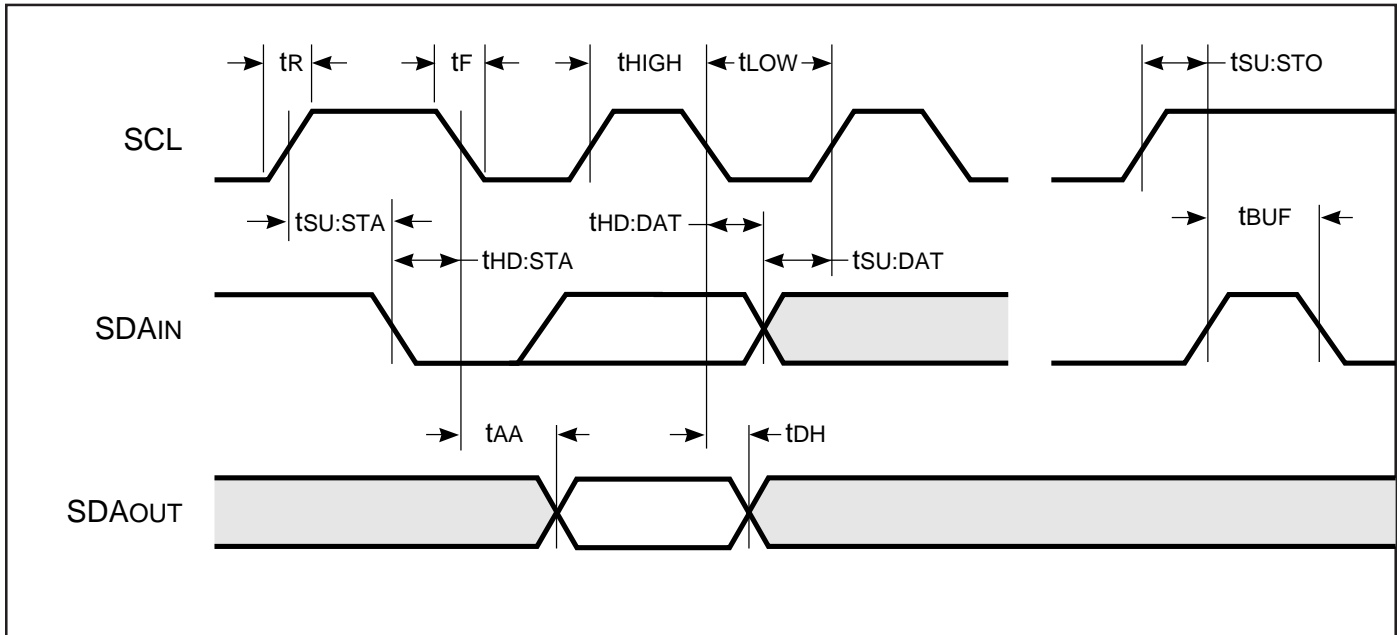 tR tF tHIGH tLOW tSU:STO
SCL
tSU:STA tHD:DAT tBUF
tHD:STA tSU:DAT
SDAIN
tAA tDH
SDAOUT